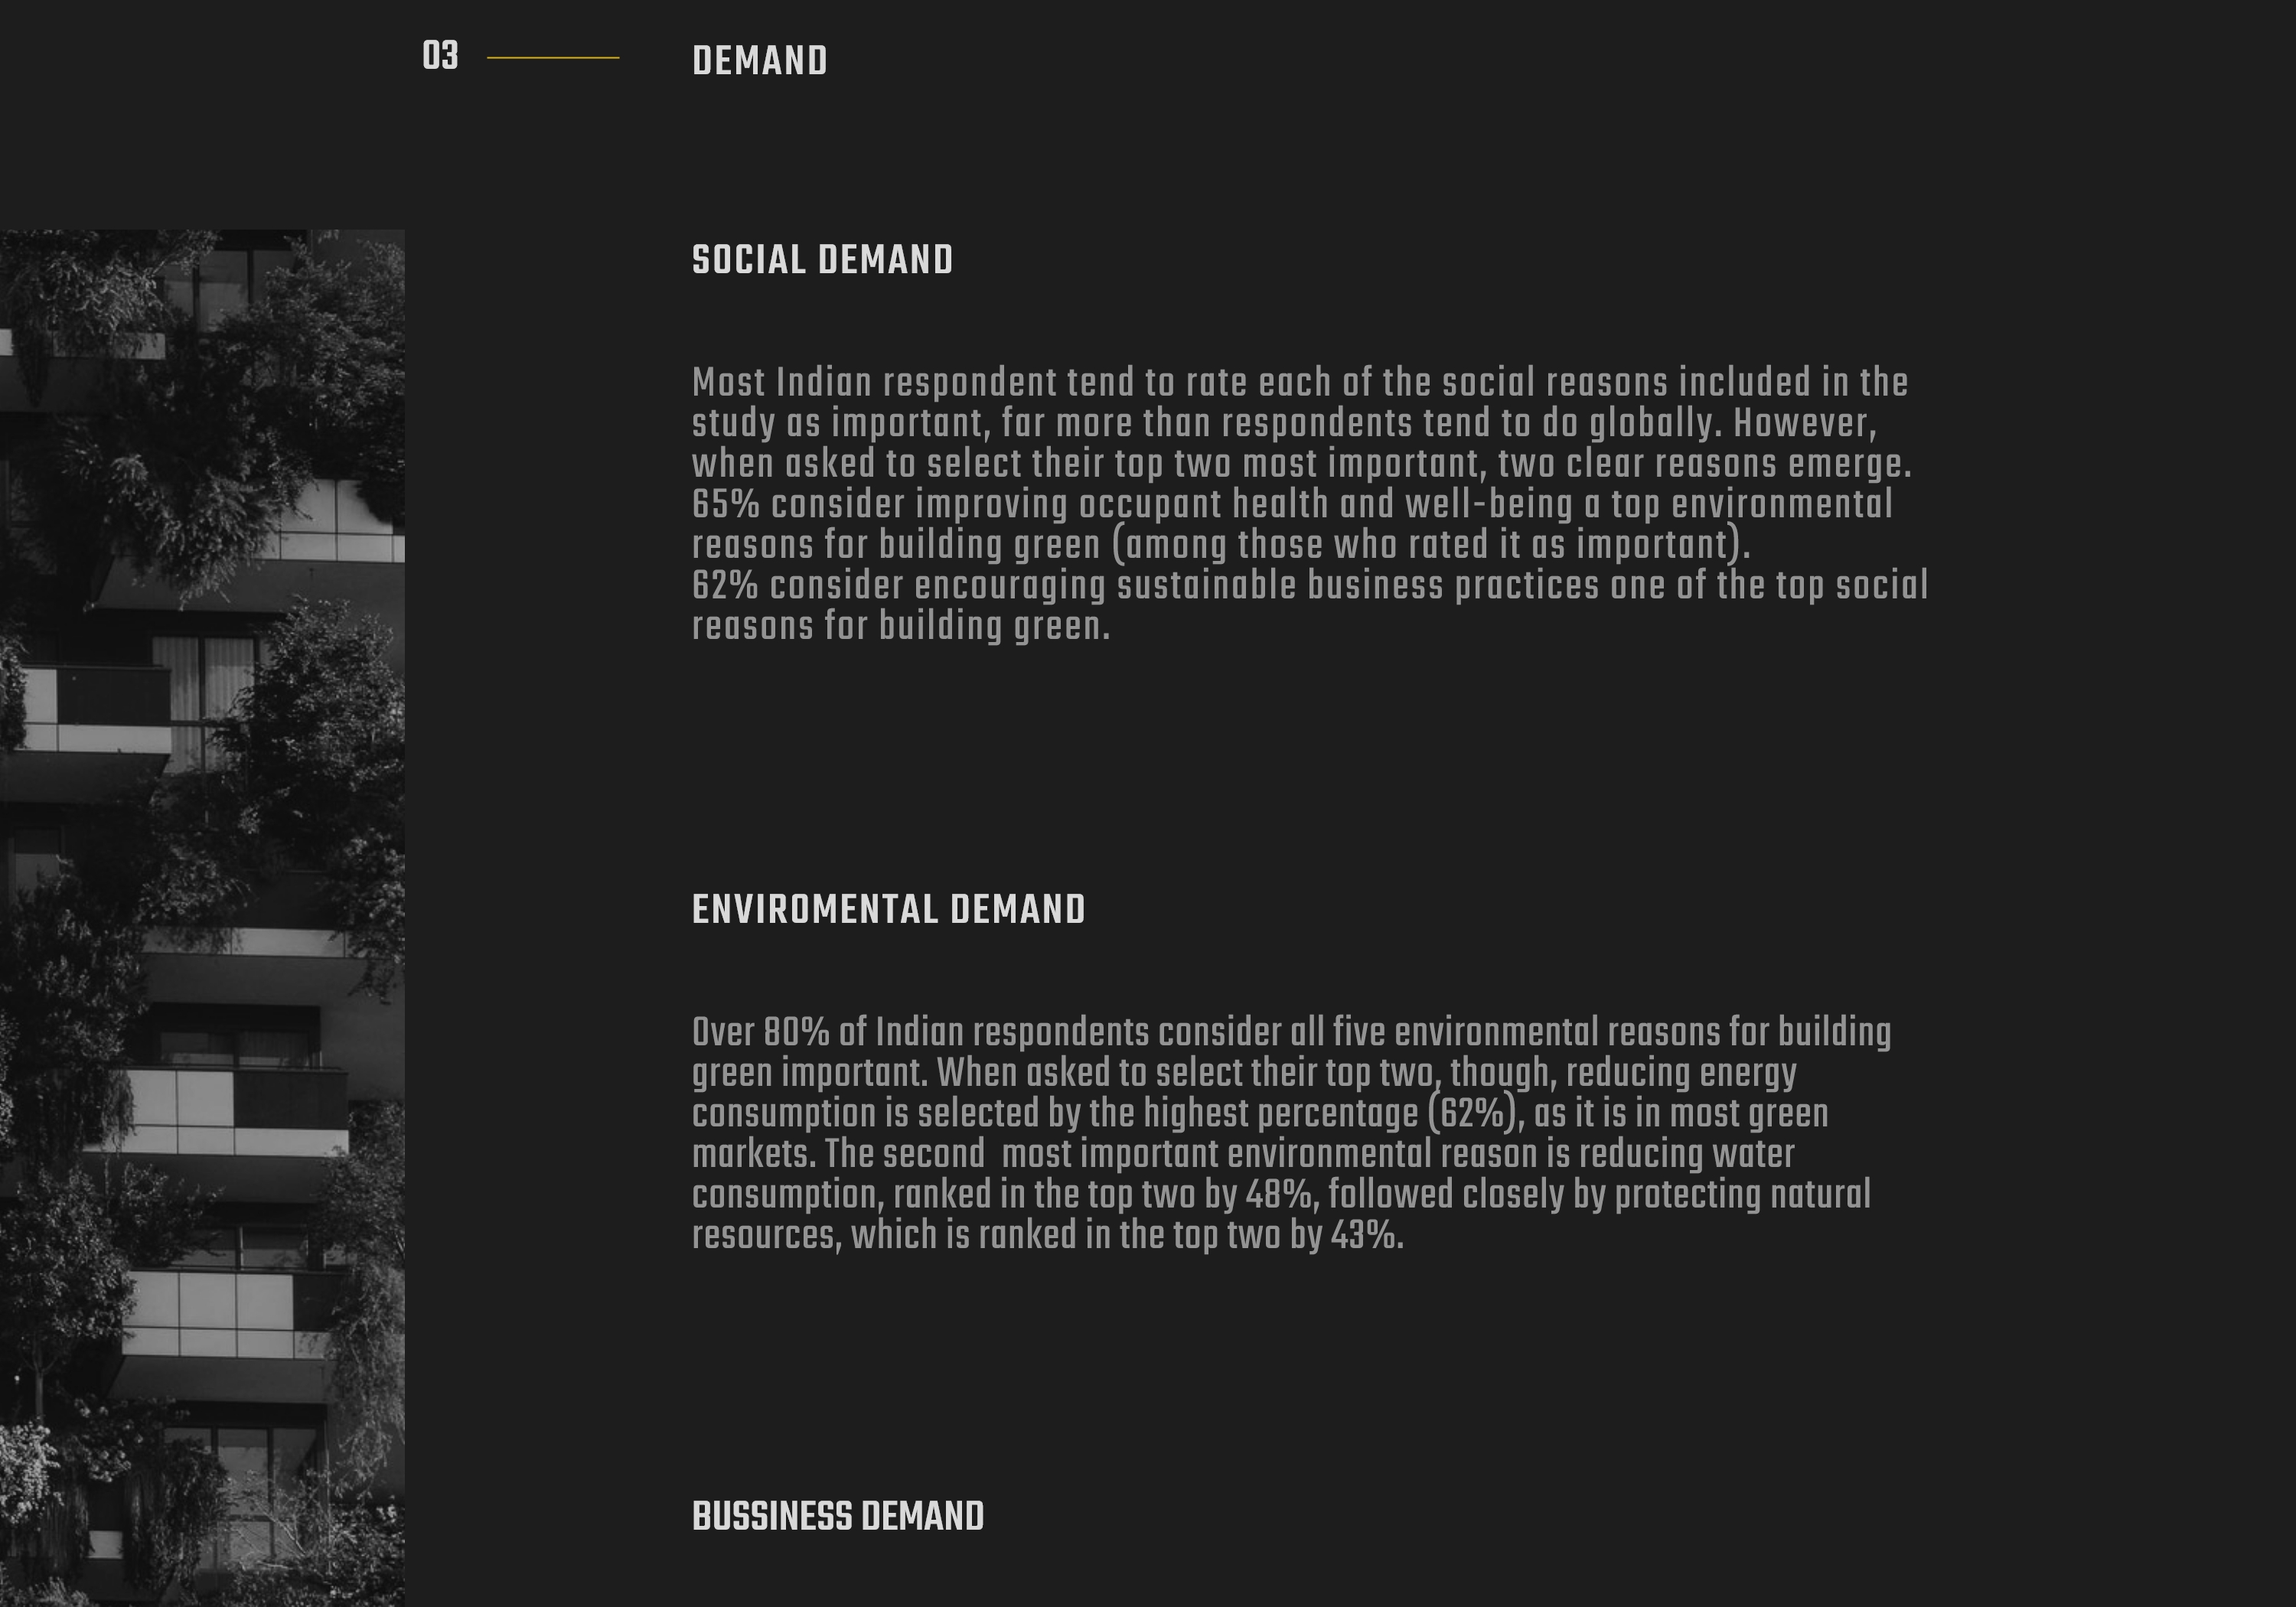 03
DEMAND
SOCIAL DEMAND
Most Indian respondent tend to rate each of the social reasons included in the
study as important, far more than respondents tend to do globally. However,
when asked to select their top two most important, two clear reasons emerge.
65% consider improving occupant health and well-being a top environmental
reasons for building green (among those who rated it as important).
62% consider encouraging sustainable business practices one of the top social
reasons for building green.
ENVIROMENTAL DEMAND
Over 80% of Indian respondents consider all five environmental reasons for building
green important. When asked to select their top two, though, reducing energy
consumption is selected by the highest percentage (62%), as it is in most green
markets. The second  most important environmental reason is reducing water
consumption, ranked in the top two by 48%, followed closely by protecting natural
resources, which is ranked in the top two by 43%.
BUSSINESS DEMAND